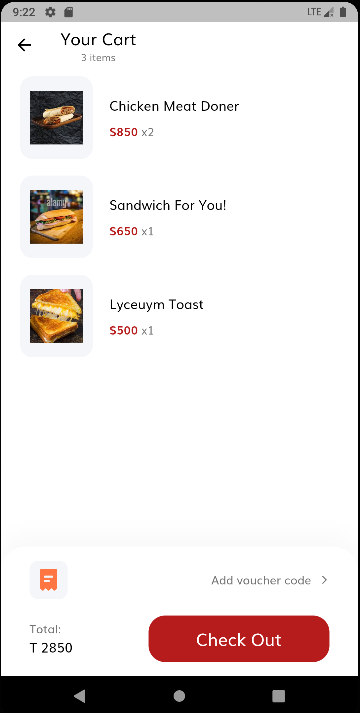 9:22
LTE
Your Cart
3 items
Chicken Meat Doner
$850 x2
alamy
Sandwich For You!
$650 x1
Lyceuym Toast
$500 x1
Add voucher code
Total:
T 2850
Check Out